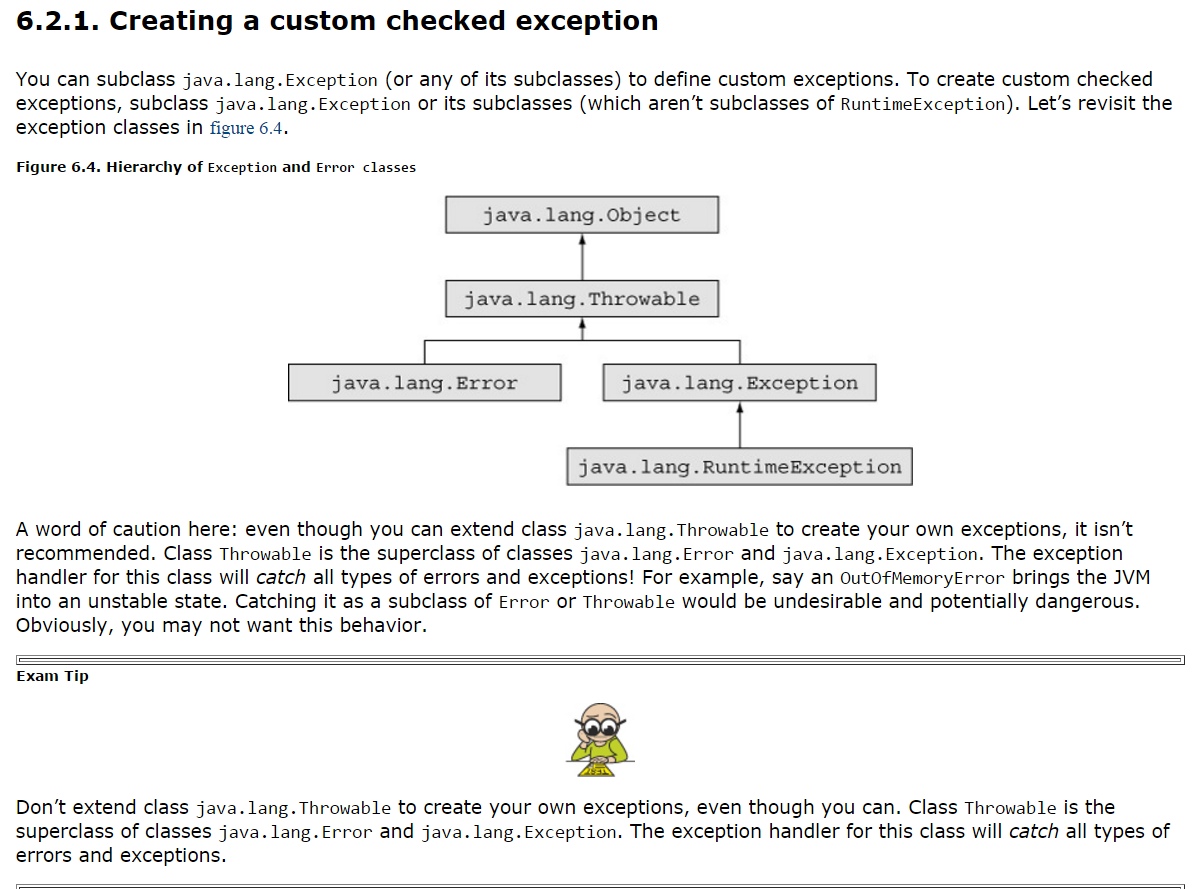 6.2.1. Creating a custom checked exception
You can subclass java.lang.Exception (or any of its subclasses) to define custom exceptions. To create custom checked
exceptions, subclass java.lang.Exception or its subclasses (which aren’t subclasses of RuntimeException). Let’s revisit the
exception classes in figure 6.4.
Figure 6.4. Hierarchy of Exception and Error classes
java.lang.Object
java.lang.Throwable
java.lang.Error
java.lang.Exception
java.lang.RuntimeException
A word of caution here: even though you can extend class java.lang.Throwable to create your own exceptions, it isn’t
recommended. Class Throwable is the superclass of classes java.lang.Error and java.lang.Exception. The exception
handler for this class will catch all types of errors and exceptions! For example, say an OutOfMemoryError brings the JVM
into an unstable state. Catching it as a subclass of Error or Throwable would be undesirable and potentially dangerous.
Obviously, you may not want this behavior.
Exam Tip
Don’t extend class java.lang.Throwable to create your own exceptions, even though you can. Class Throwable is the
superclass of classes java.lang.Error and java.lang.Exception. The exception handler for this class will catch all types of
errors and exceptions.